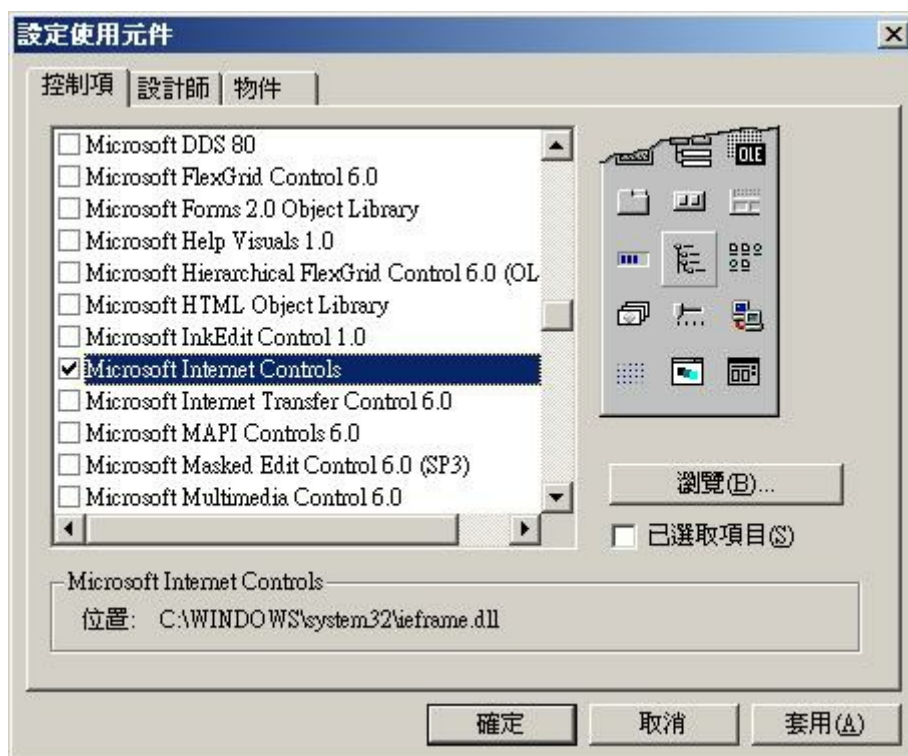 設定使用元件
控制項 設計師 物件
Microsoft DDS 80
Microsoft FlexGrid Control 6.0
Microsoft Forms 2.0 Object Library
Microsoft Help Visuals 1.0
Microsoft Hierarchical FlexGrid Control 6.0 (OL
Microsoft HTML Object Library
Microsoft InkEdit Control 1.0
Microsoft Internet Controls
Microsoft Internet Transfer Control 6.0
Microsoft MAPI Controls 6.0
Microsoft Masked Edit Control 6.0 (SP3)
Microsoft Multimedia Control 6.0
OLE
瀏覽(B)...
已選取項目(S)
Microsoft Internet Controls
位置: C:\WINDOWS\system32\ieframe.dll
確定 取消 套用(A)